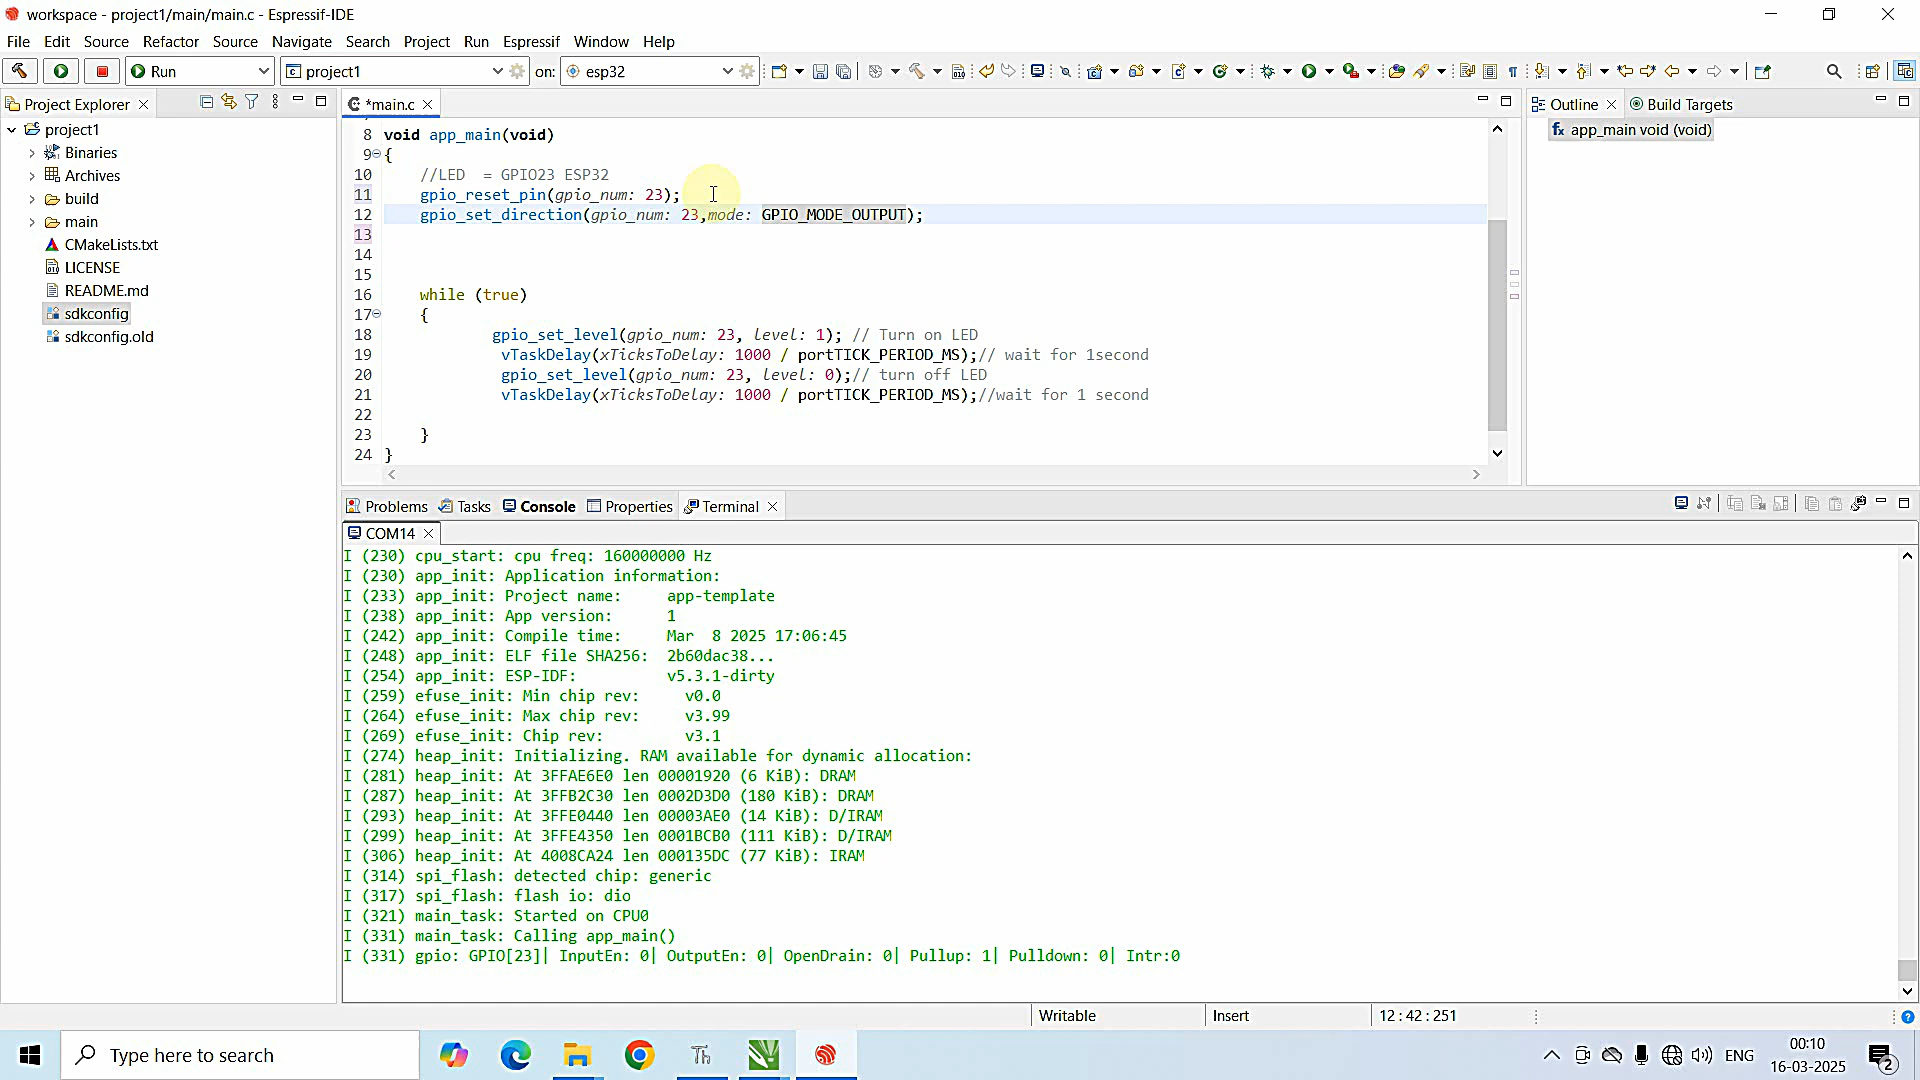 workspace - project1/main/main.c - Espressif-IDE
File Edit Source Refactor Source Navigate Search Project Run Espressif Window Help
Run project1 on: esp32
Project Explorer
project1
Binaries
Archives
build
main
CMakeLists.txt
LICENSE
README.md
sdkconfig
sdkconfig.old
*main.c
8 void app_main(void)
9 {
10 //LED = GPIO23 ESP32
11 gpio_reset_pin(gpio_num: 23);
12 gpio_set_direction(gpio_num: 23,mode: GPIO_MODE_OUTPUT);
13
14
15
16 while (true)
17 {
18 gpio_set_level(gpio_num: 23, level: 1); // Turn on LED
19 vTaskDelay(xTicksToDelay: 1000 / portTICK_PERIOD_MS);// wait for 1second
20 gpio_set_level(gpio_num: 23, level: 0);// turn off LED
21 vTaskDelay(xTicksToDelay: 1000 / portTICK_PERIOD_MS);//wait for 1 second
22
23 }
24 }
Outline Build Targets
app_main void (void)
Problems Tasks Console Properties Terminal
COM14
I (230) cpu_start: cpu freq: 160000000 Hz
I (230) app_init: Application information:
I (233) app_init: Project name: app-template
I (238) app_init: App version: 1
I (242) app_init: Compile time: Mar 8 2025 17:06:45
I (248) app_init: ELF file SHA256: 2b60dac38...
I (254) app_init: ESP-IDF: v5.3.1-dirty
I (259) efuse_init: Min chip rev: v0.0
I (264) efuse_init: Max chip rev: v3.99
I (269) efuse_init: Chip rev: v3.1
I (274) heap_init: Initializing. RAM available for dynamic allocation:
I (281) heap_init: At 3FFAE6E0 len 00001920 (6 KiB): DRAM
I (287) heap_init: At 3FFB2C30 len 0002D3D0 (180 KiB): DRAM
I (293) heap_init: At 3FFE0440 len 00003AE0 (14 KiB): D/IRAM
I (299) heap_init: At 3FFE4350 len 0001BCB0 (111 KiB): D/IRAM
I (306) heap_init: At 4008CA24 len 000135DC (77 KiB): IRAM
I (314) spi_flash: detected chip: generic
I (317) spi_flash: flash io: dio
I (321) main_task: Started on CPU0
I (331) main_task: Calling app_main()
I (331) gpio: GPIO[23]| InputEn: 0| OutputEn: 0| OpenDrain: 0| Pullup: 1| Pulldown: 0| Intr:0
Writable Insert 12:42:251
Type here to search
Th
ENG
00:10
16-03-2025
2